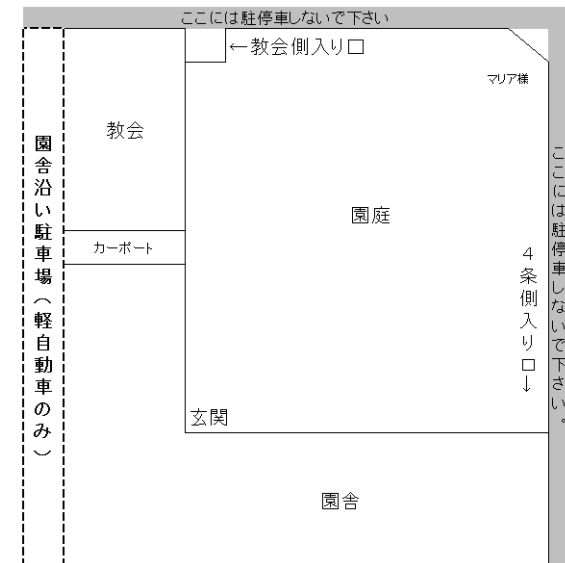 ここには駐停車しないで下さい
←教会側入り口
マリア様
教会
園舎沿い駐車場（軽自動車のみ）
園庭
カーポート
4条側入り口↓
ここには駐停車しないで下さい。
玄関
園舎